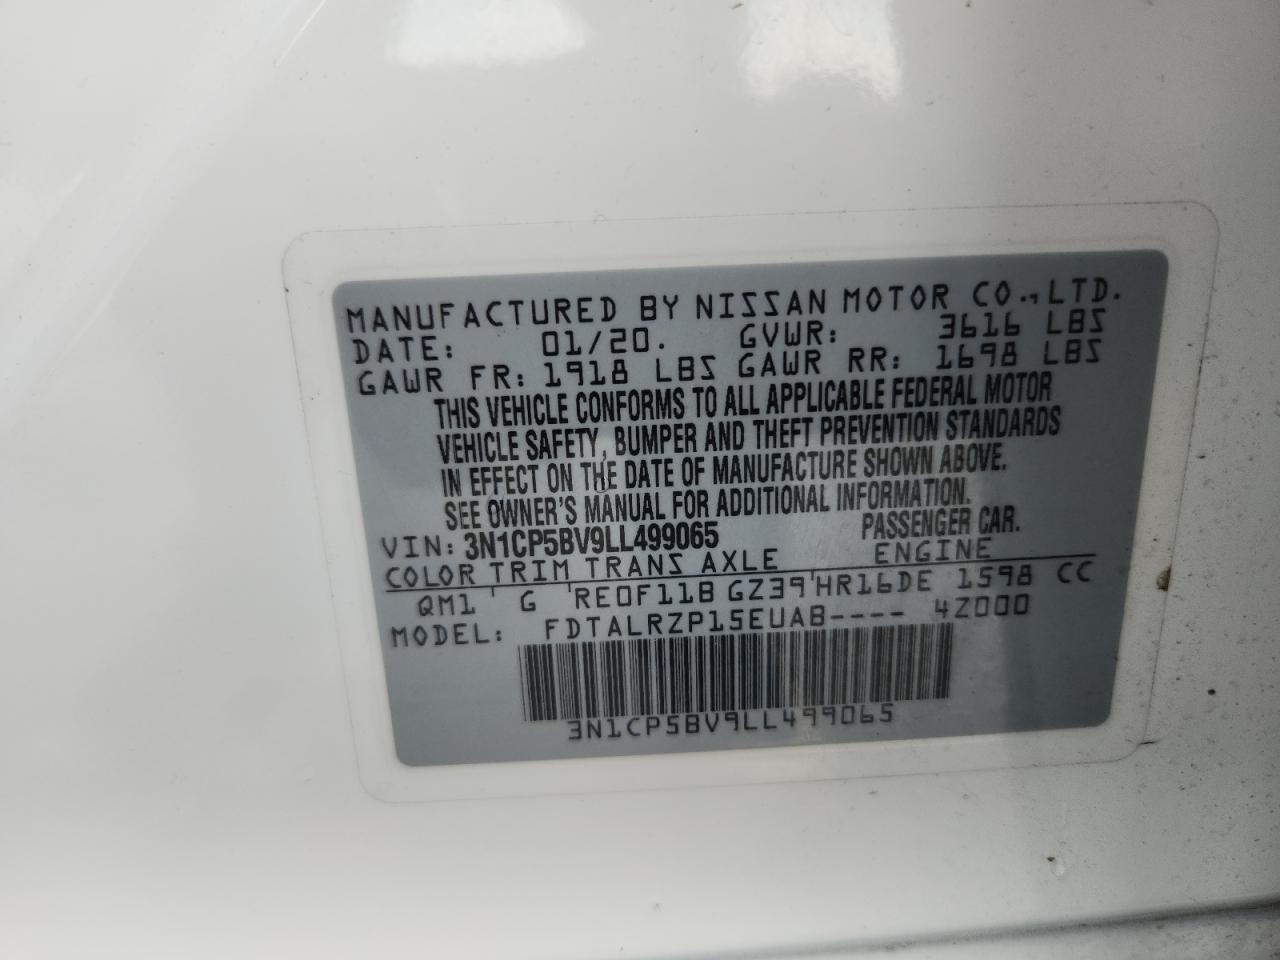 MANUFACTURED BY NISSAN MOTOR CO., LTD.
DATE: 01/20. GVWR: 3616 LBS
GAWR FR: 1918 LBS GAWR RR: 1698 LBS
THIS VEHICLE CONFORMS TO ALL APPLICABLE FEDERAL MOTOR
VEHICLE SAFETY, BUMPER AND THEFT PREVENTION STANDARDS
IN EFFECT ON THE DATE OF MANUFACTURE SHOWN ABOVE.
SEE OWNER'S MANUAL FOR ADDITIONAL INFORMATION.
VIN: 3N1CP5BV9LL499065 PASSENGER CAR.
COLOR TRIM TRANS AXLE ENGINE
QM1 ' G ' RE0F11B GZ39 ' HR16DE 1598 CC
MODEL: FDTALRZP15EUAB---- 4Z000
3N1CP5BV9LL499065